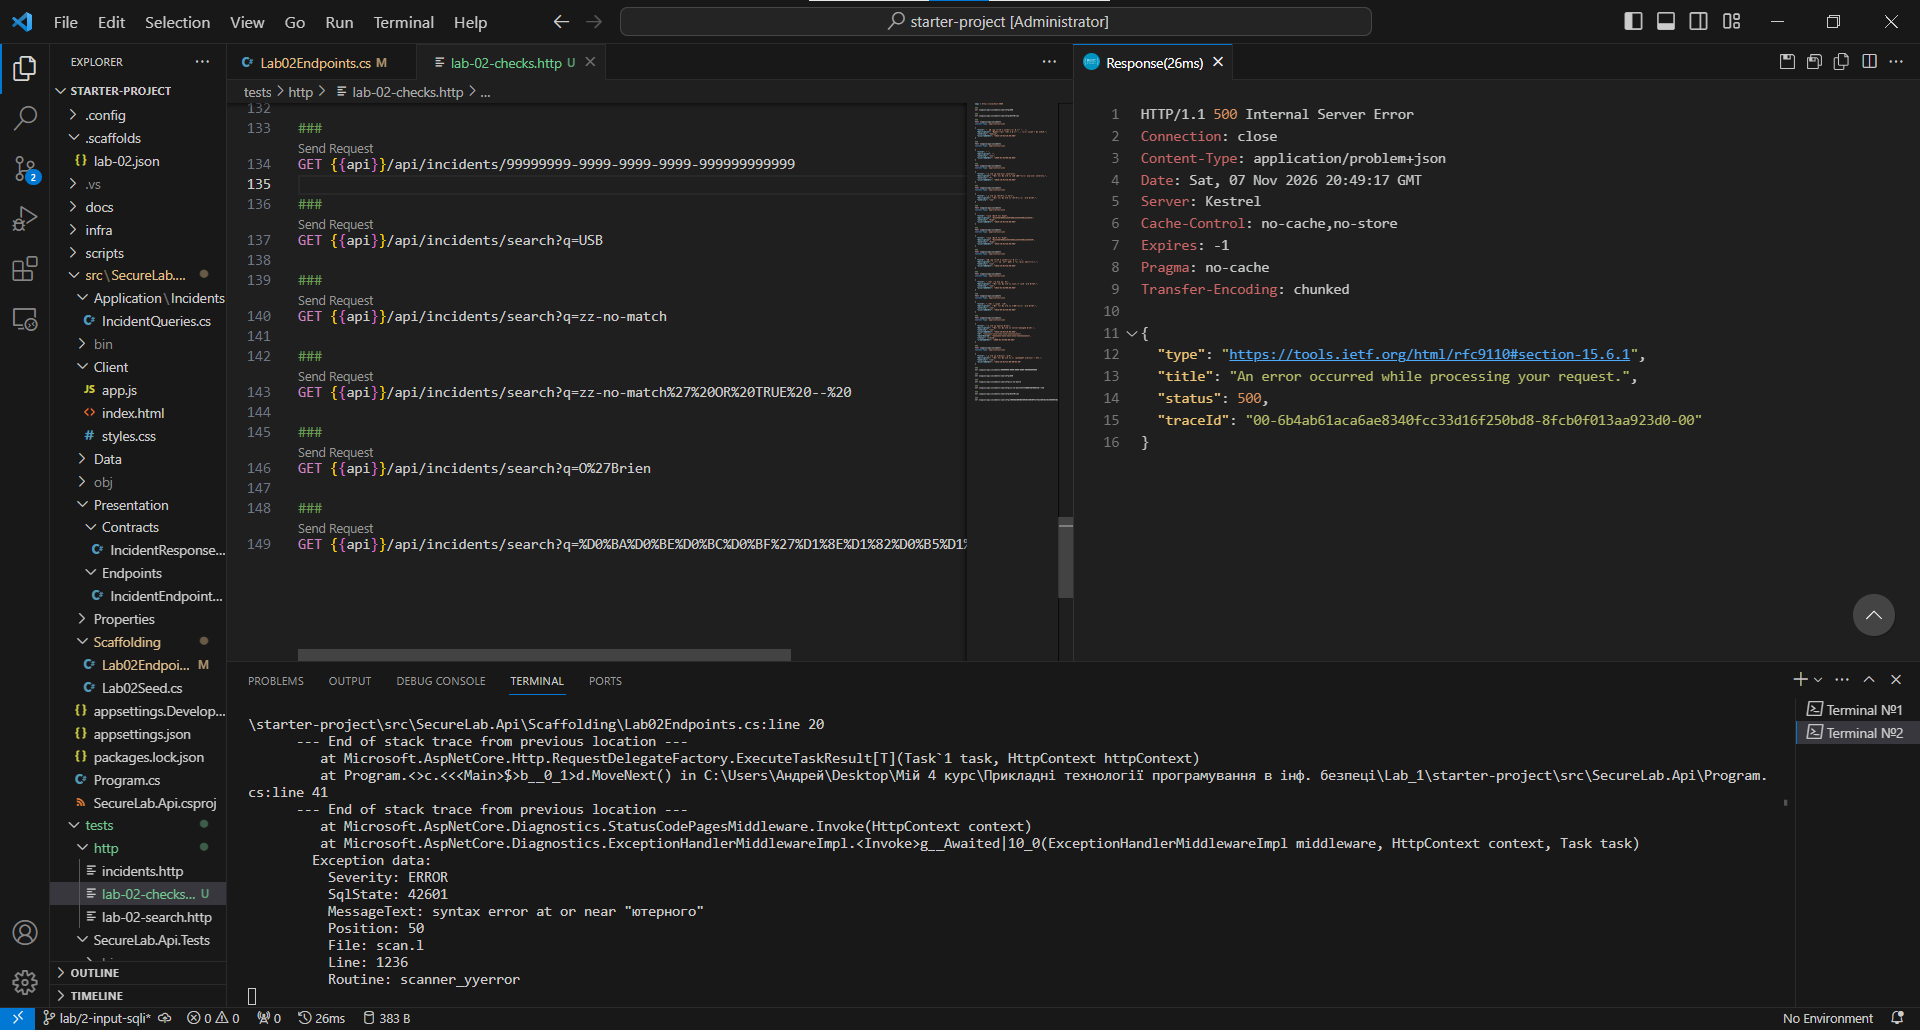 File Edit Selection View Go Run Terminal Help
starter-project [Administrator]
EXPLORER
STARTER-PROJECT
.config
.scaffolds
{} lab-02.json
.vs
docs
infra
scripts
src\SecureLab....
Application\Incidents
C# IncidentQueries.cs
bin
Client
JS app.js
<> index.html
# styles.css
Data
obj
Presentation
Contracts
C# IncidentResponse...
Endpoints
C# IncidentEndpoint...
Properties
Scaffolding
C# Lab02Endpoi... M
C# Lab02Seed.cs
{} appsettings.Develop...
{} appsettings.json
{} packages.lock.json
C# Program.cs
SecureLab.Api.csproj
tests
http
incidents.http
lab-02-checks... U
lab-02-search.http
SecureLab.Api.Tests
OUTLINE
TIMELINE
2
C# Lab02Endpoints.cs M
lab-02-checks.http U
tests > http > lab-02-checks.http > ...
132
133 ###
Send Request
134 GET {{api}}/api/incidents/99999999-9999-9999-9999-999999999999
135
136 ###
Send Request
137 GET {{api}}/api/incidents/search?q=USB
138
139 ###
Send Request
140 GET {{api}}/api/incidents/search?q=zz-no-match
141
142 ###
Send Request
143 GET {{api}}/api/incidents/search?q=zz-no-match%27%20OR%20TRUE%20--%20
144
145 ###
Send Request
146 GET {{api}}/api/incidents/search?q=O%27Brien
147
148 ###
Send Request
149 GET {{api}}/api/incidents/search?q=%D0%BA%D0%BE%D0%BC%D0%BF%27%D1%8E%D1%82%D0%B5%D1%
Response(26ms)
1 HTTP/1.1 500 Internal Server Error
2 Connection: close
3 Content-Type: application/problem+json
4 Date: Sat, 07 Nov 2026 20:49:17 GMT
5 Server: Kestrel
6 Cache-Control: no-cache,no-store
7 Expires: -1
8 Pragma: no-cache
9 Transfer-Encoding: chunked
10
11 {
12 "type": "https://tools.ietf.org/html/rfc9110#section-15.6.1",
13 "title": "An error occurred while processing your request.",
14 "status": 500,
15 "traceId": "00-6b4ab61aca6ae8340fcc33d16f250bd8-8fcb0f013aa923d0-00"
16 }
PROBLEMS OUTPUT DEBUG CONSOLE TERMINAL PORTS
\starter-project\src\SecureLab.Api\Scaffolding\Lab02Endpoints.cs:line 20
--- End of stack trace from previous location ---
at Microsoft.AspNetCore.Http.RequestDelegateFactory.ExecuteTaskResult[T](Task`1 task, HttpContext httpContext)
at Program.<>c.<<<Main>$>b__0_1>d.MoveNext() in C:\Users\Андрей\Desktop\Мій 4 курс\Прикладні технології програмування в інф. безпеці\Lab_1\starter-project\src\SecureLab.Api\Program.
cs:line 41
--- End of stack trace from previous location ---
at Microsoft.AspNetCore.Diagnostics.StatusCodePagesMiddleware.Invoke(HttpContext context)
at Microsoft.AspNetCore.Diagnostics.ExceptionHandlerMiddlewareImpl.<Invoke>g__Awaited|10_0(ExceptionHandlerMiddlewareImpl middleware, HttpContext context, Task task)
Exception data:
Severity: ERROR
SqlState: 42601
MessageText: syntax error at or near "ютерного"
Position: 50
File: scan.l
Line: 1236
Routine: scanner_yyerror
Terminal №1
Terminal №2
lab/2-input-sqli* 0 0 0 26ms 383 B
No Environment